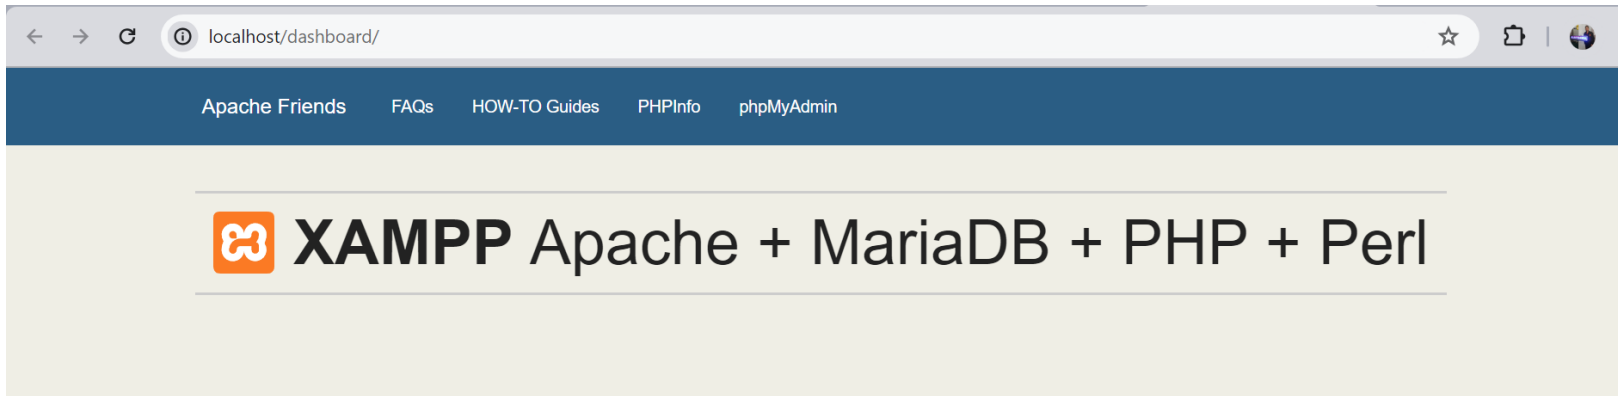 localhost/dashboard/
Apache Friends FAQs HOW-TO Guides PHPInfo phpMyAdmin
XAMPP Apache + MariaDB + PHP + Perl